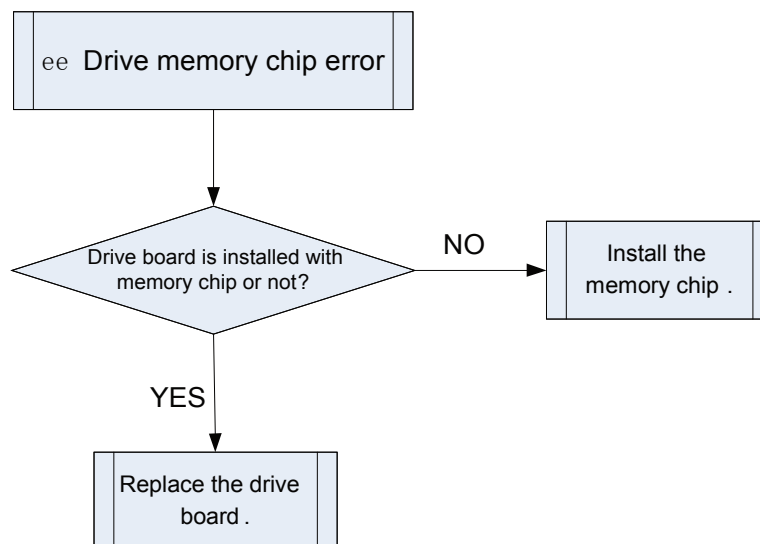 ee Drive memory chip error
Drive board is installed with
memory chip or not?
NO
Install the
memory chip .
YES
Replace the drive
board .